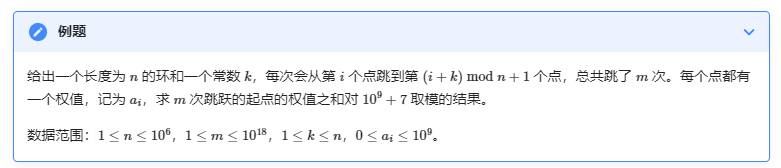 例题
给出一个长度为 n 的环和一个常数 k，每次会从第 i 个点跳到第 (i + k) mod n + 1 个点，总共跳了 m 次。每个点都有
一个权值，记为 aᵢ，求 m 次跳跃的起点的权值之和对 10⁹ + 7 取模的结果。
数据范围：1 ≤ n ≤ 10⁶，1 ≤ m ≤ 10¹⁸，1 ≤ k ≤ n，0 ≤ aᵢ ≤ 10⁹。